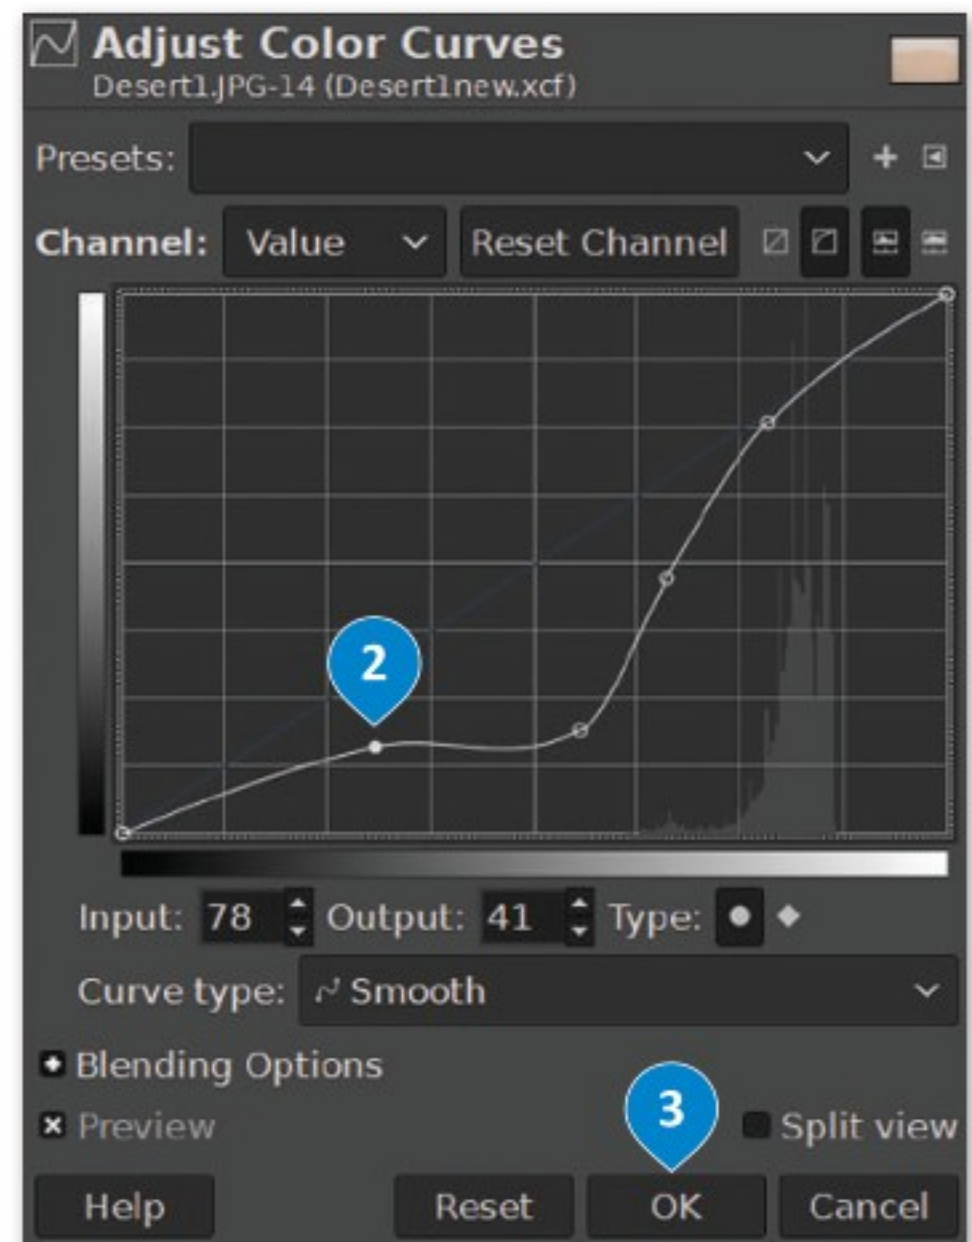 Adjust Color Curves
Desert1.JPG-14 (Desert1new.xcf)
Presets:
Channel: Value Reset Channel
2
Input: 78 Output: 41 Type:
Curve type: Smooth
Blending Options
3
Preview Split view
Help Reset OK Cancel